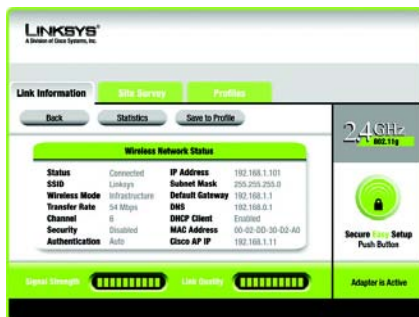 LINKSYS®
A Division of Cisco Systems, Inc.
Link Information Site Survey Profiles
Back Statistics Save to Profile
2.4GHz
802.11g
Wireless Network Status
Status Connected IP Address 192.168.1.101
SSID Linksys Subnet Mask 255.255.255.0
Wireless Mode Infrastructure Default Gateway 192.168.1.1
Transfer Rate 54 Mbps DNS 192.168.0.1
Channel 6 DHCP Client Enabled
Security Disabled MAC Address 00-02-DD-30-D2-A0
Authentication Auto Cisco AP IP 192.168.1.11
Secure Easy Setup
Push Button
Signal Strength Link Quality Adapter is Active